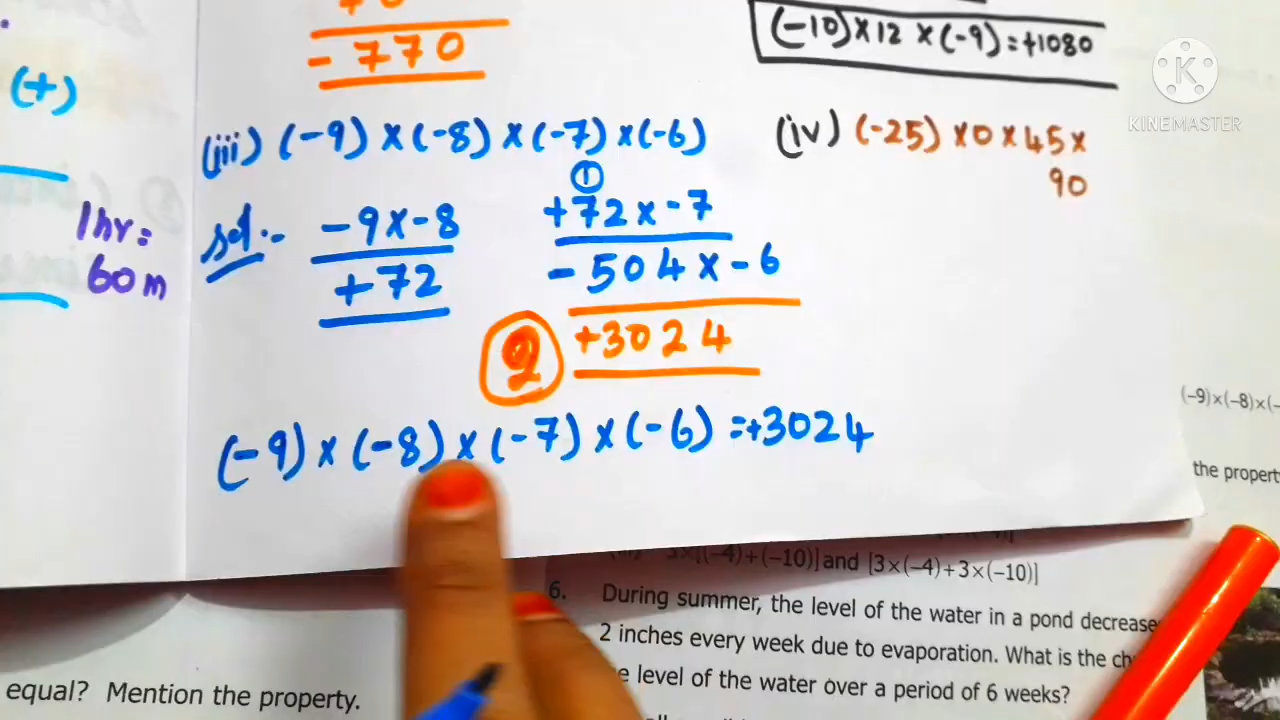 - 770
(-10)×12 ×(-9)=+1080
KINEMASTER
(+)
1hr=
60m
(iii) (-9) ×(-8) ×(-7) ×(-6)
sol:-
-9×-8
+72
①
+72×-7
-504×-6
2 +3024
(-9) × (-8) × (-7) × (-6) =+3024
(iv) (-25) ×0×45×
90
(-9)×(-8)×(-
the property
3×[(-4)+(-10)] and [3×(-4)+3×(-10)]
6. During summer, the level of the water in a pond decrease
2 inches every week due to evaporation. What is the ch
e level of the water over a period of 6 weeks?
equal? Mention the property.